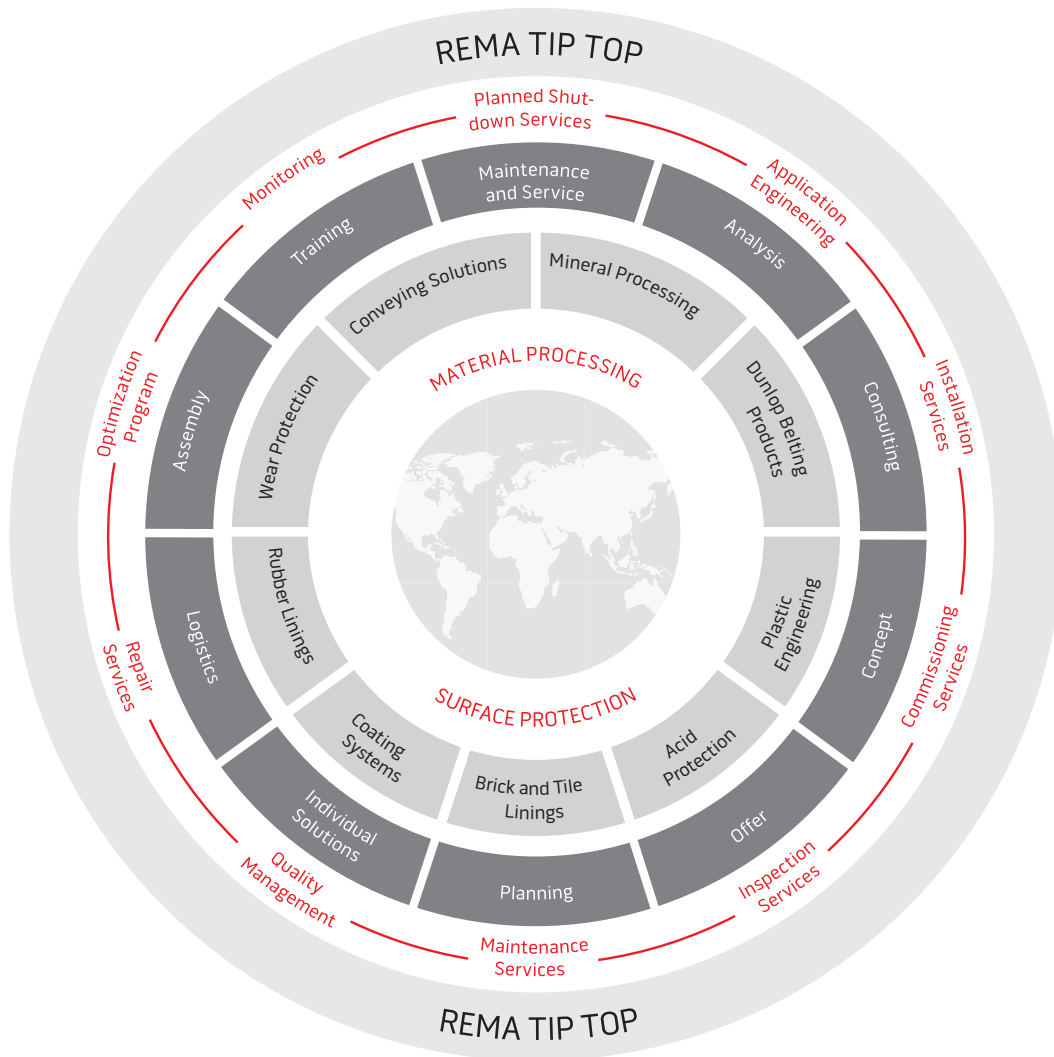 REMA TIP TOP
Planned Shut-
down Services
Application
Engineering
Installation
Services
Commissioning
Services
Inspection
Services
Maintenance
Services
Quality
Management
Repair
Services
Optimization
Program
Monitoring
Maintenance
and Service
Analysis
Consulting
Concept
Offer
Planning
Individual
Solutions
Logistics
Assembly
Training
Conveying Solutions
Mineral Processing
Dunlop Belting
Products
Plastic
Engineering
Acid
Protection
Brick and Tile
Linings
Coating
Systems
Rubber Linings
Wear Protection
MATERIAL PROCESSING
SURFACE PROTECTION
REMA TIP TOP